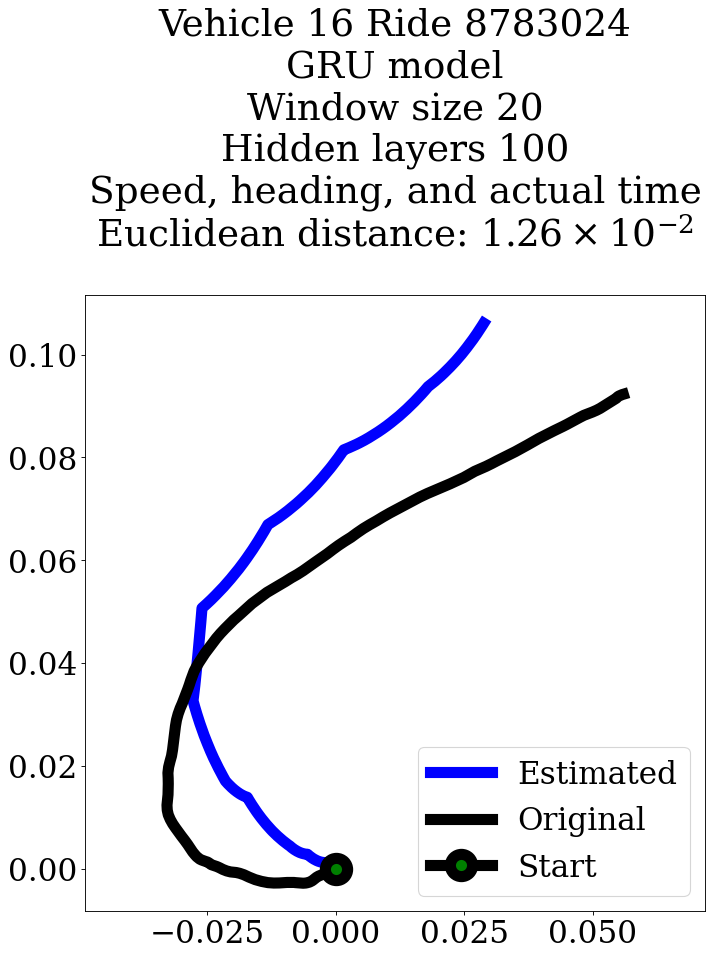 Vehicle 16 Ride 8783024
GRU model
Window size 20
Hidden layers 100
Speed, heading, and actual time
Euclidean distance: 1.26 × 10⁻²
0.10
0.08
0.06
0.04
0.02
0.00
Estimated
Original
Start
−0.025 0.000 0.025 0.050